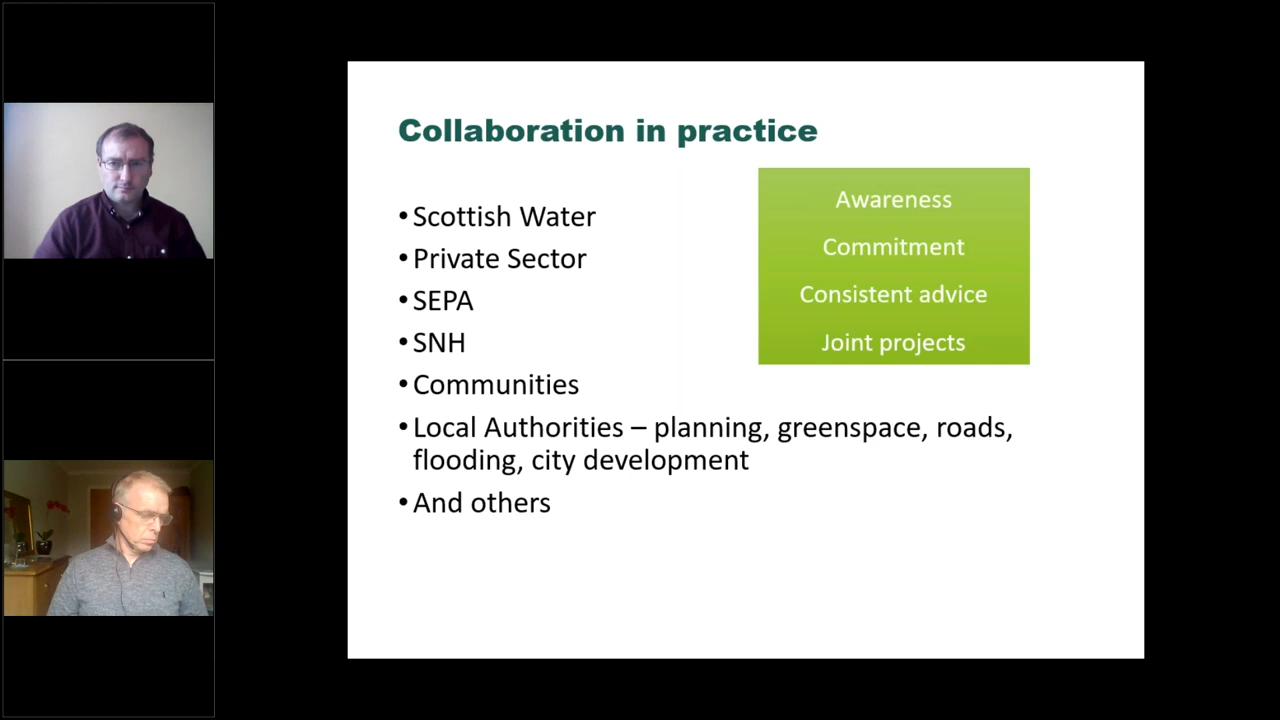 Collaboration in practice
Awareness
Commitment
Consistent advice
Joint projects
• Scottish Water
• Private Sector
• SEPA
• SNH
• Communities
• Local Authorities – planning, greenspace, roads,
flooding, city development
• And others